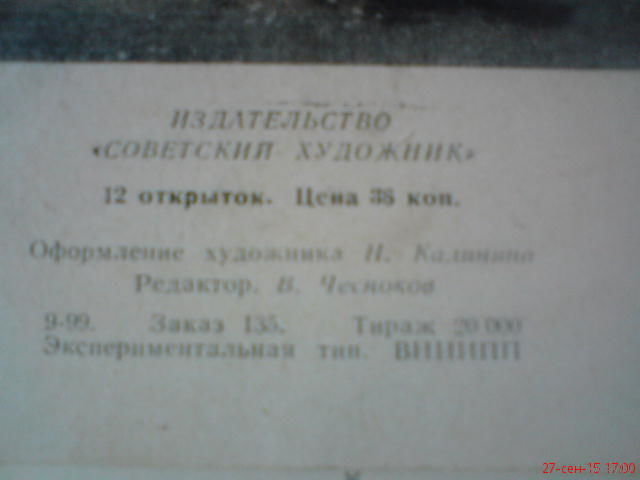 ИЗДАТЕЛЬСТВО
«СОВЕТСКИЙ ХУДОЖНИК»
12 открыток. Цена 36 коп.
Оформление художника Н. Калинина
Редактор. В. Чесноков
9-99. Заказ 135. Тираж 20 000
Экспериментальная тип. ВНИИПП
27-сен-15 17:00